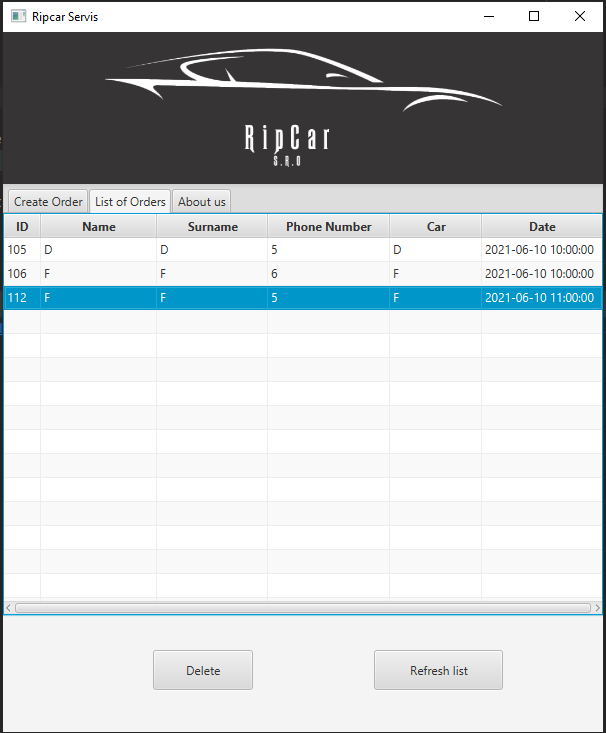 Ripcar Servis
RipCar
S.R.O
Create Order List of Orders About us
ID Name Surname Phone Number Car Date
105 D D 5 D 2021-06-10 10:00:00
106 F F 6 F 2021-06-10 10:00:00
112 F F 5 F 2021-06-10 11:00:00
Delete Refresh list